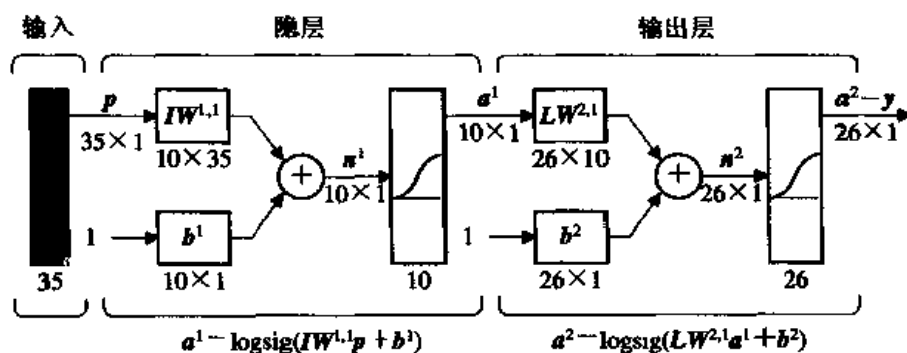 输入 隐层 输出层
p IW¹,¹ a¹ LW²,¹ a²−y
35×1 10×35 n¹ 10×1 26×10 n² 26×1
+ 10×1 + 26×1
1 b¹ 1 b²
35 10×1 10 26×1 26
a¹−logsig(IW¹,¹p+b¹) a²−logsig(LW²,¹a¹+b²)